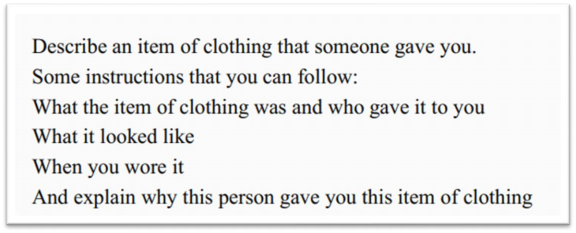 Describe an item of clothing that someone gave you.
Some instructions that you can follow:
What the item of clothing was and who gave it to you
What it looked like
When you wore it
And explain why this person gave you this item of clothing